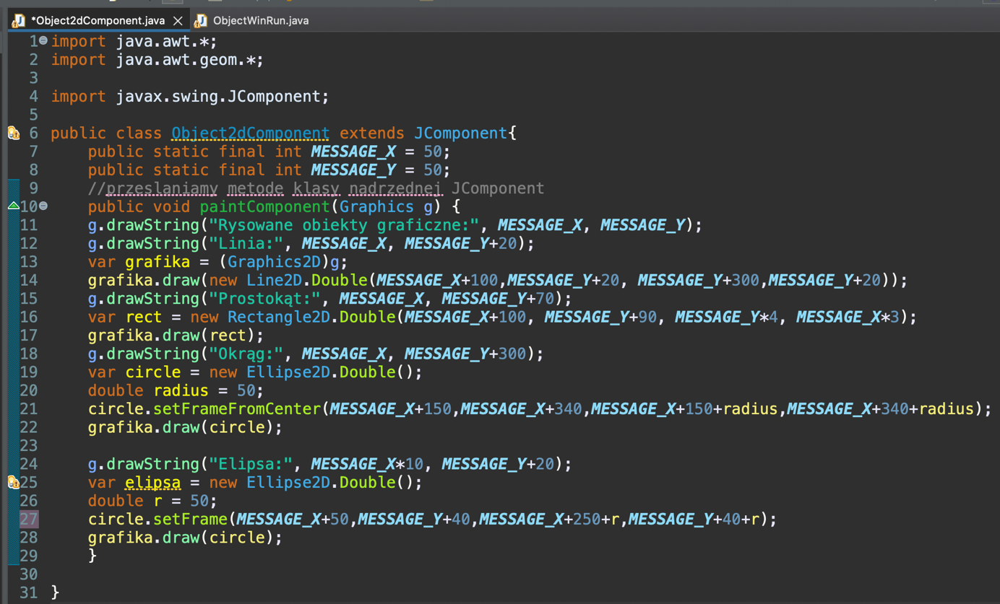 *Object2dComponent.java
ObjectWinRun.java
1 import java.awt.*;
2 import java.awt.geom.*;
3
4 import javax.swing.JComponent;
5
6 public class Object2dComponent extends JComponent{
7 public static final int MESSAGE_X = 50;
8 public static final int MESSAGE_Y = 50;
9 //przeslaniamy metode klasy nadrzednej JComponent
10 public void paintComponent(Graphics g) {
11 g.drawString("Rysowane obiekty graficzne:", MESSAGE_X, MESSAGE_Y);
12 g.drawString("Linia:", MESSAGE_X, MESSAGE_Y+20);
13 var grafika = (Graphics2D)g;
14 grafika.draw(new Line2D.Double(MESSAGE_X+100,MESSAGE_Y+20, MESSAGE_Y+300,MESSAGE_Y+20));
15 g.drawString("Prostokąt:", MESSAGE_X, MESSAGE_Y+70);
16 var rect = new Rectangle2D.Double(MESSAGE_X+100, MESSAGE_Y+90, MESSAGE_Y*4, MESSAGE_X*3);
17 grafika.draw(rect);
18 g.drawString("Okrąg:", MESSAGE_X, MESSAGE_Y+300);
19 var circle = new Ellipse2D.Double();
20 double radius = 50;
21 circle.setFrameFromCenter(MESSAGE_X+150,MESSAGE_X+340,MESSAGE_X+150+radius,MESSAGE_X+340+radius);
22 grafika.draw(circle);
23
24 g.drawString("Elipsa:", MESSAGE_X*10, MESSAGE_Y+20);
25 var elipsa = new Ellipse2D.Double();
26 double r = 50;
27 circle.setFrame(MESSAGE_X+50,MESSAGE_Y+40,MESSAGE_X+250+r,MESSAGE_Y+40+r);
28 grafika.draw(circle);
29 }
30
31 }